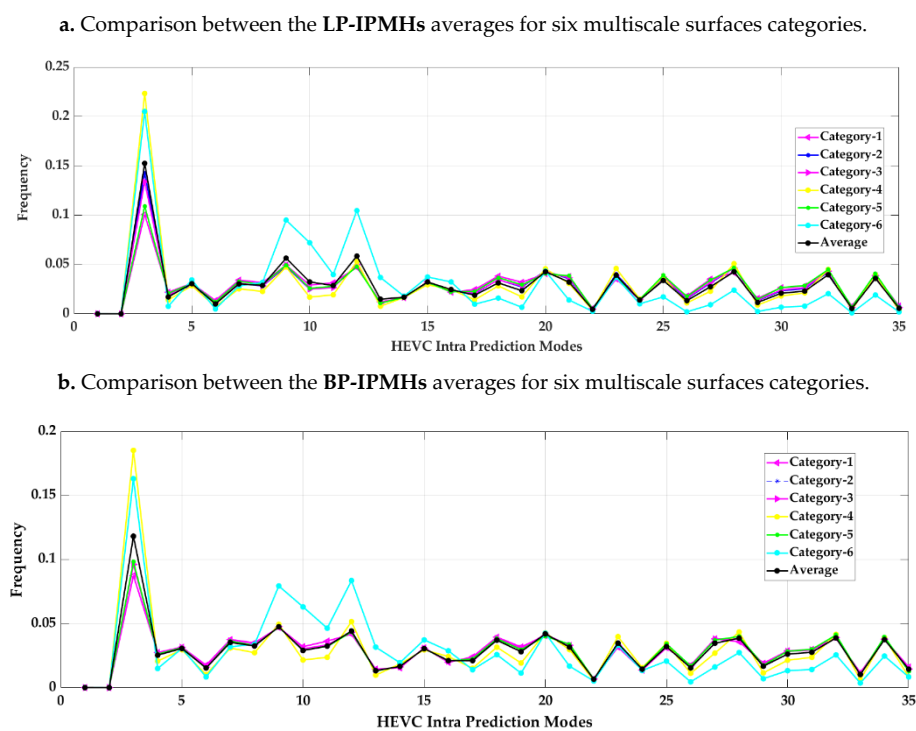 a. Comparison between the LP-IPMHs averages for six multiscale surfaces categories.
0.25
0.2
0.15
0.1
0.05
0
Frequency
Category-1
Category-2
Category-3
Category-4
Category-5
Category-6
Average
0 5 10 15 20 25 30 35
HEVC Intra Prediction Modes
b. Comparison between the BP-IPMHs averages for six multiscale surfaces categories.
0.2
0.15
0.1
0.05
0
Frequency
Category-1
Category-2
Category-3
Category-4
Category-5
Category-6
Average
0 5 10 15 20 25 30 35
HEVC Intra Prediction Modes